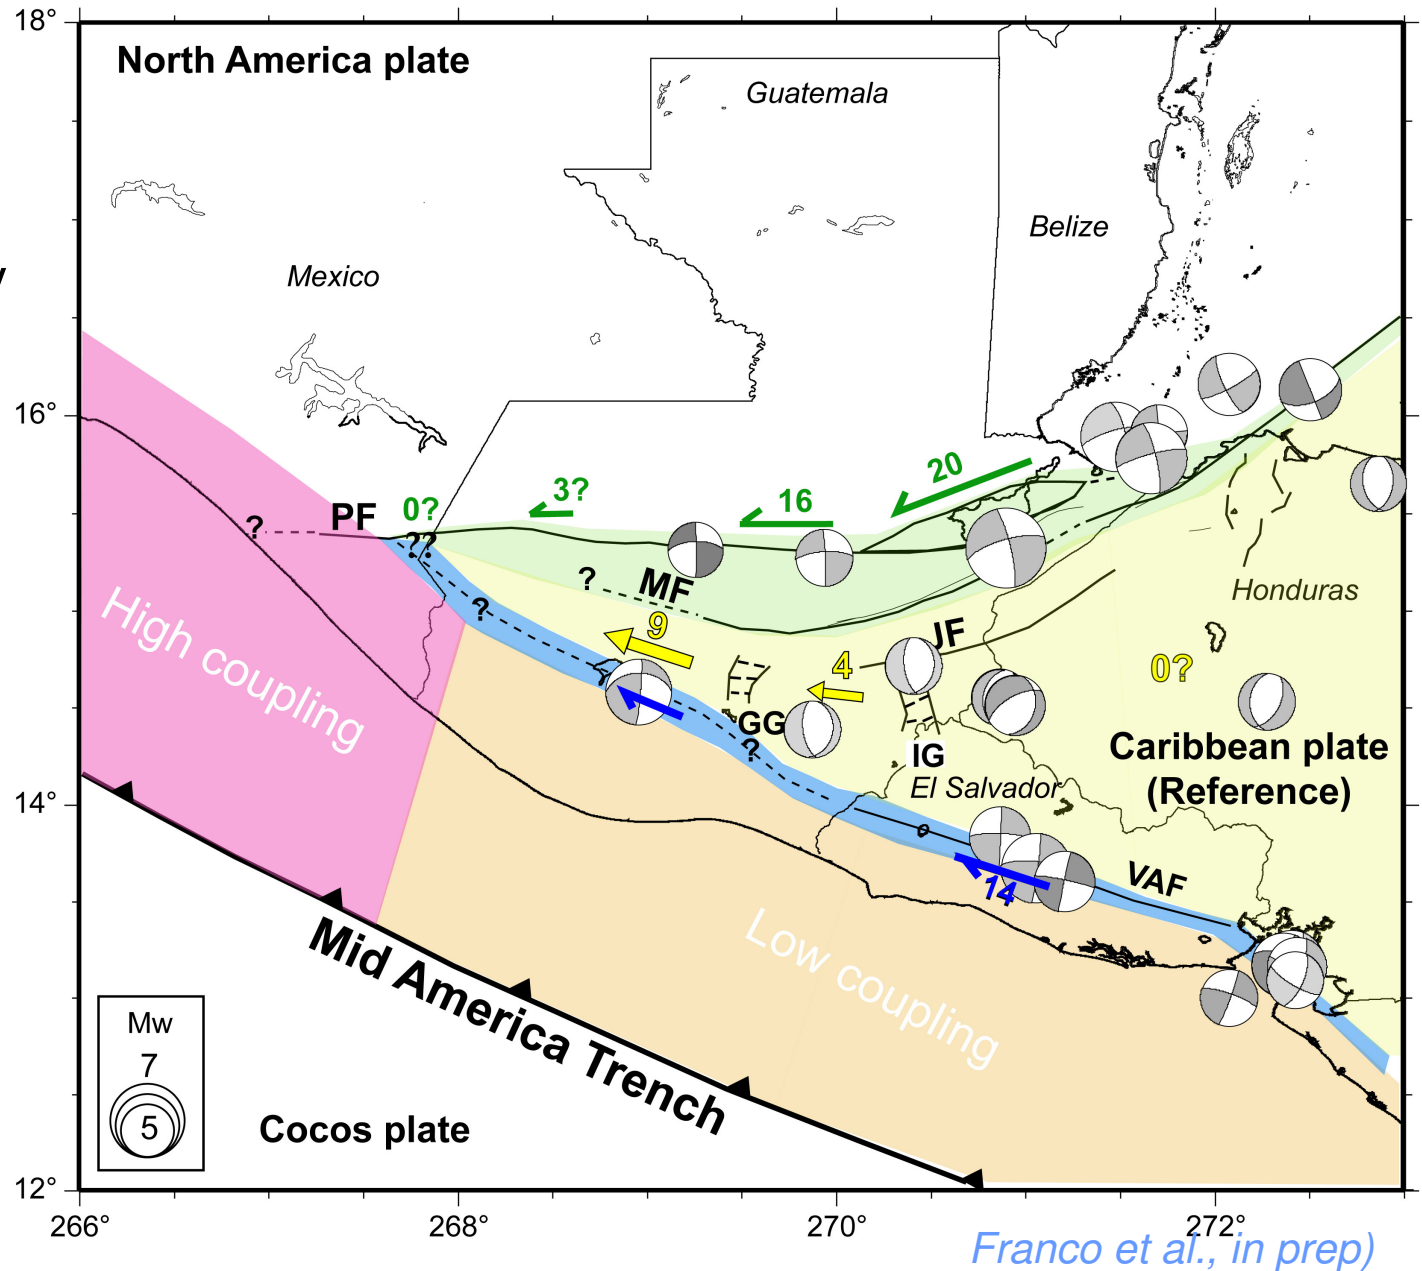 18°
North America plate
Guatemala
Belize
Mexico
16°
20
3?
16
0?
PF
?
??
?
MF
?
Honduras
High coupling
9
JF
4
0?
GG
?
IG
Caribbean plate
(Reference)
El Salvador
14°
14
VAF
Low coupling
Mid America Trench
Mw
7
5
Cocos plate
12°
266°
268°
270°
272°
Franco et al., in prep)